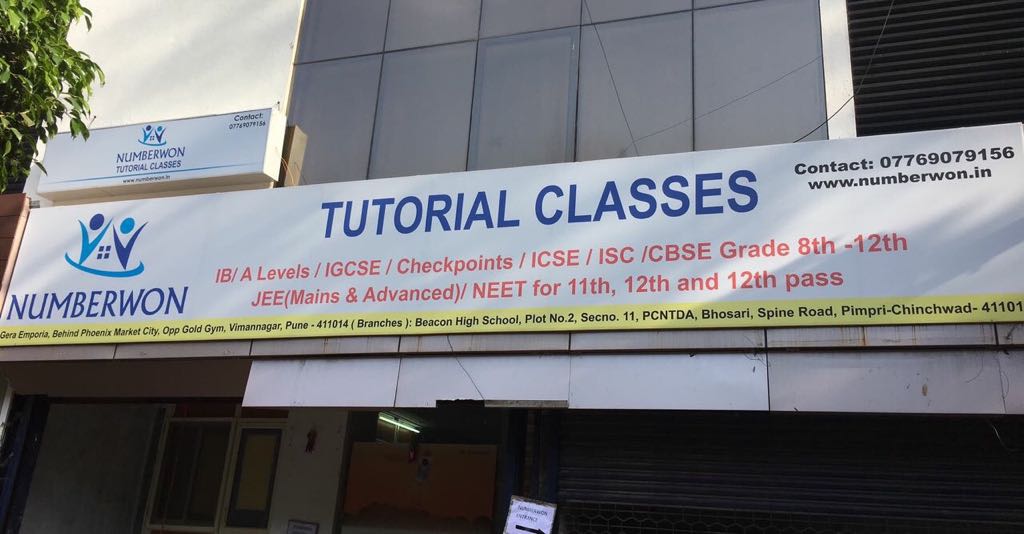 Contact:
07769079156
NUMBERWON
TUTORIAL CLASSES
www.numberwon.in
TUTORIAL CLASSES
Contact: 07769079156
www.numberwon.in
NUMBERWON
IB/ A Levels / IGCSE / Checkpoints / ICSE / ISC /CBSE Grade 8th -12th
JEE(Mains & Advanced)/ NEET for 11th, 12th and 12th pass
Gera Emporia, Behind Phoenix Market City, Opp Gold Gym, Vimannagar, Pune - 411014 ( Branches ): Beacon High School, Plot No.2, Secno. 11, PCNTDA, Bhosari, Spine Road, Pimpri-Chinchwad- 41101
NUMBERWON
ENTRANCE